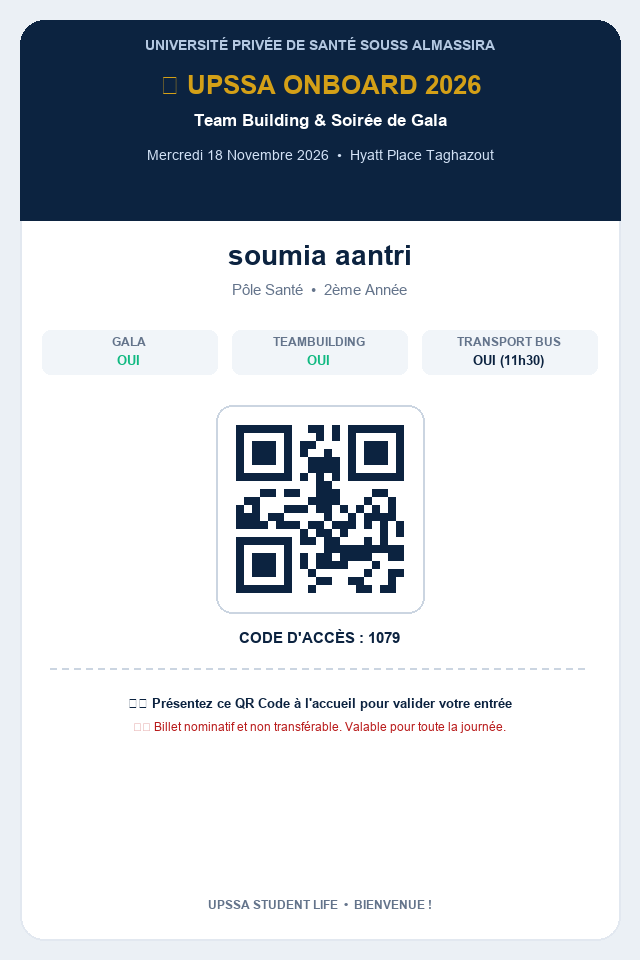 UNIVERSITÉ PRIVÉE DE SANTÉ SOUSS ALMASSIRA
UPSSA ONBOARD 2026
Team Building & Soirée de Gala
Mercredi 18 Novembre 2026 • Hyatt Place Taghazout
soumia aantri
Pôle Santé • 2ème Année
GALA
OUI
TEAMBUILDING
OUI
TRANSPORT BUS
OUI (11h30)
CODE D'ACCÈS : 1079
Présentez ce QR Code à l'accueil pour valider votre entrée
Billet nominatif et non transférable. Valable pour toute la journée.
UPSSA STUDENT LIFE • BIENVENUE !